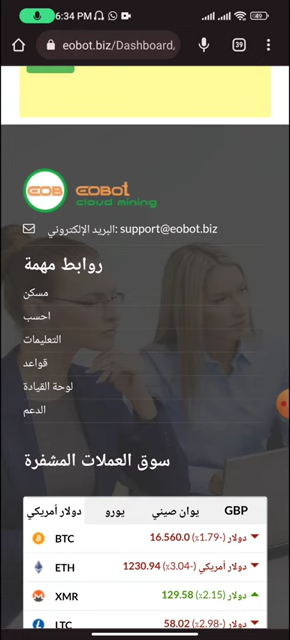 6:34 PM
49
eobot.biz/Dashboard
39
EOB
eobot
cloud mining
البريد الإلكتروني: support@eobot.biz
روابط مهمة
مسكن
احسب
التعليمات
قواعد
لوحة القيادة
الدعم
سوق العملات المشفرة
دولار أمريكي يورو يوان صيني GBP
BTC 16.560.0 دولار (-1.79٪)
ETH 1230.94 دولار أمريكي (-3.04٪)
XMR 129.58 دولار (2.15٪)
LTC 58.02 دولار (-2.98٪)